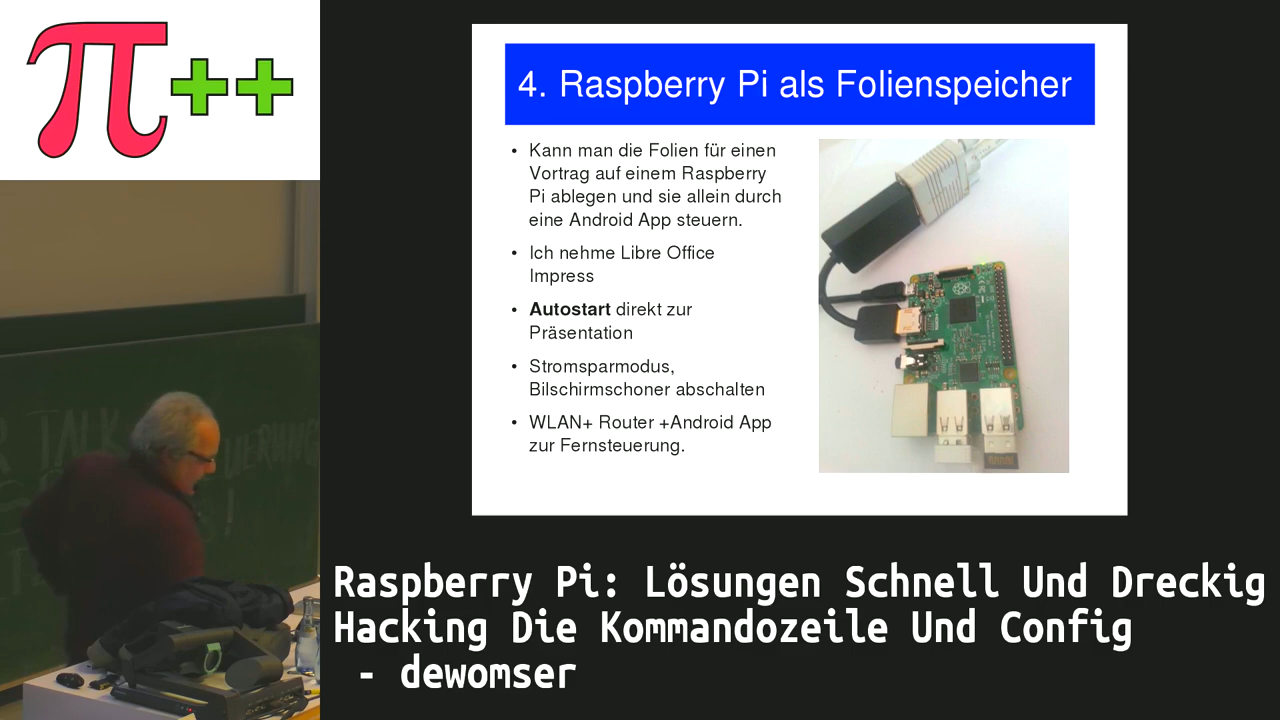 π++
4. Raspberry Pi als Folienspeicher
• Kann man die Folien für einen
Vortrag auf einem Raspberry
Pi ablegen und sie allein durch
eine Android App steuern.
• Ich nehme Libre Office
Impress
• Autostart direkt zur
Präsentation
• Stromsparmodus,
Bilschirmschoner abschalten
• WLAN+ Router +Android App
zur Fernsteuerung.
TALK
Raspberry Pi: Lösungen Schnell Und Dreckig
Hacking Die Kommandozeile Und Config
- dewomser